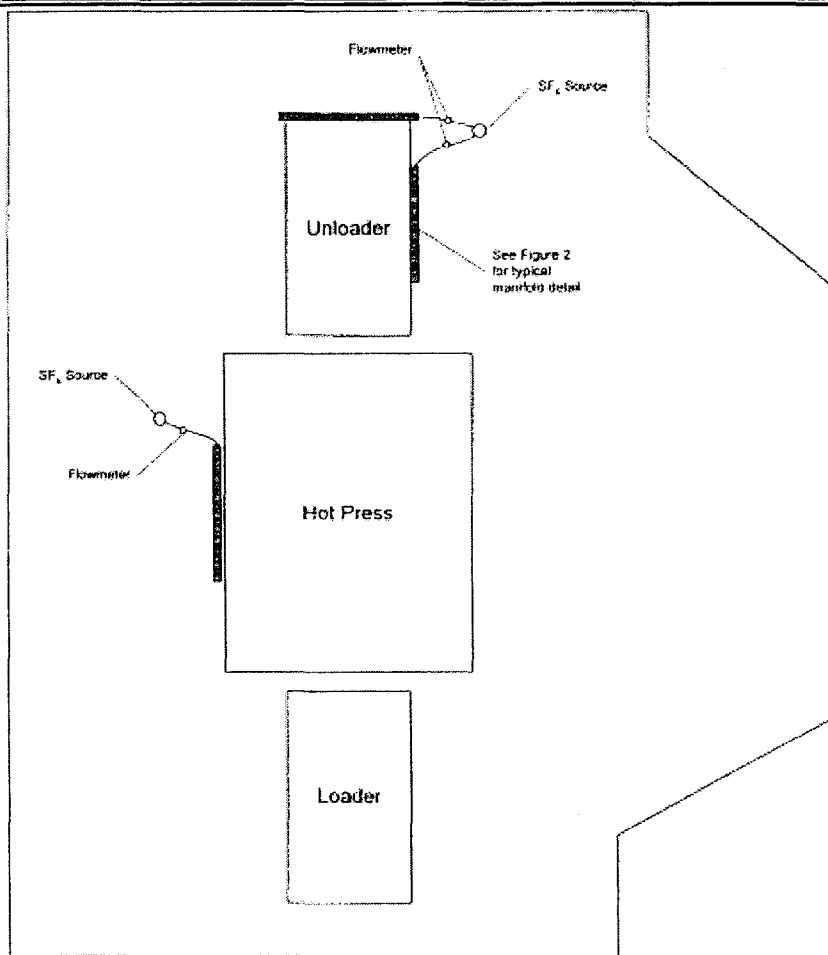 Flowmeter
SF₆ Source
Unloader
See Figure 2
for typical
manifold detail
SF₆ Source
Flowmeter
Hot Press
Loader